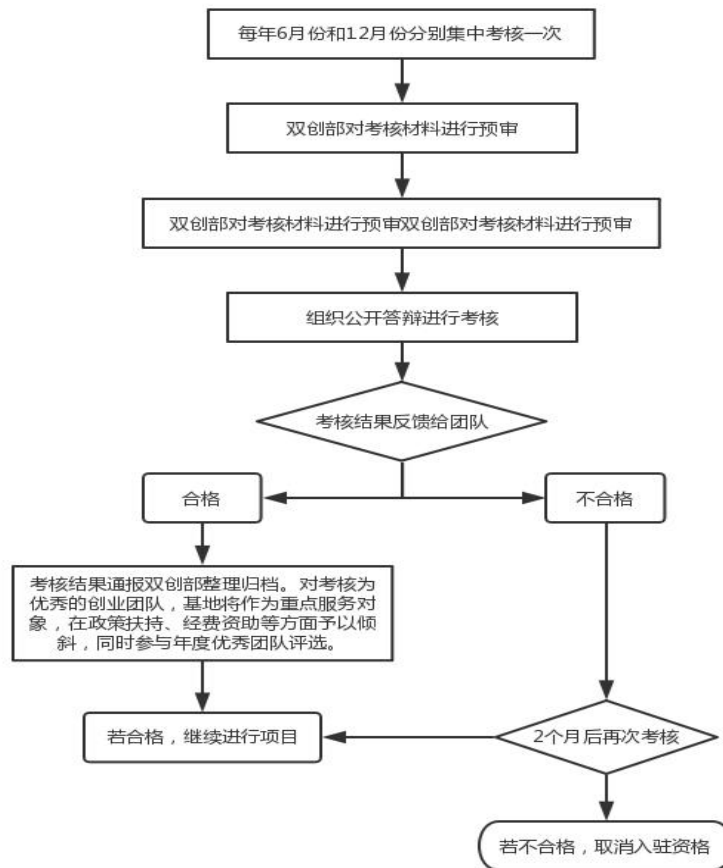 每年6月份和12月份分别集中考核一次
双创部对考核材料进行预审
双创部对考核材料进行预审双创部对考核材料进行预审
组织公开答辩进行考核
考核结果反馈给团队
合格
不合格
考核结果通报双创部整理归档。对考核为
优秀的创业团队，基地将作为重点服务对
象，在政策扶持、经费资助等方面予以倾
斜，同时参与年度优秀团队评选。
若合格，继续进行项目
2个月后再次考核
若不合格，取消入驻资格